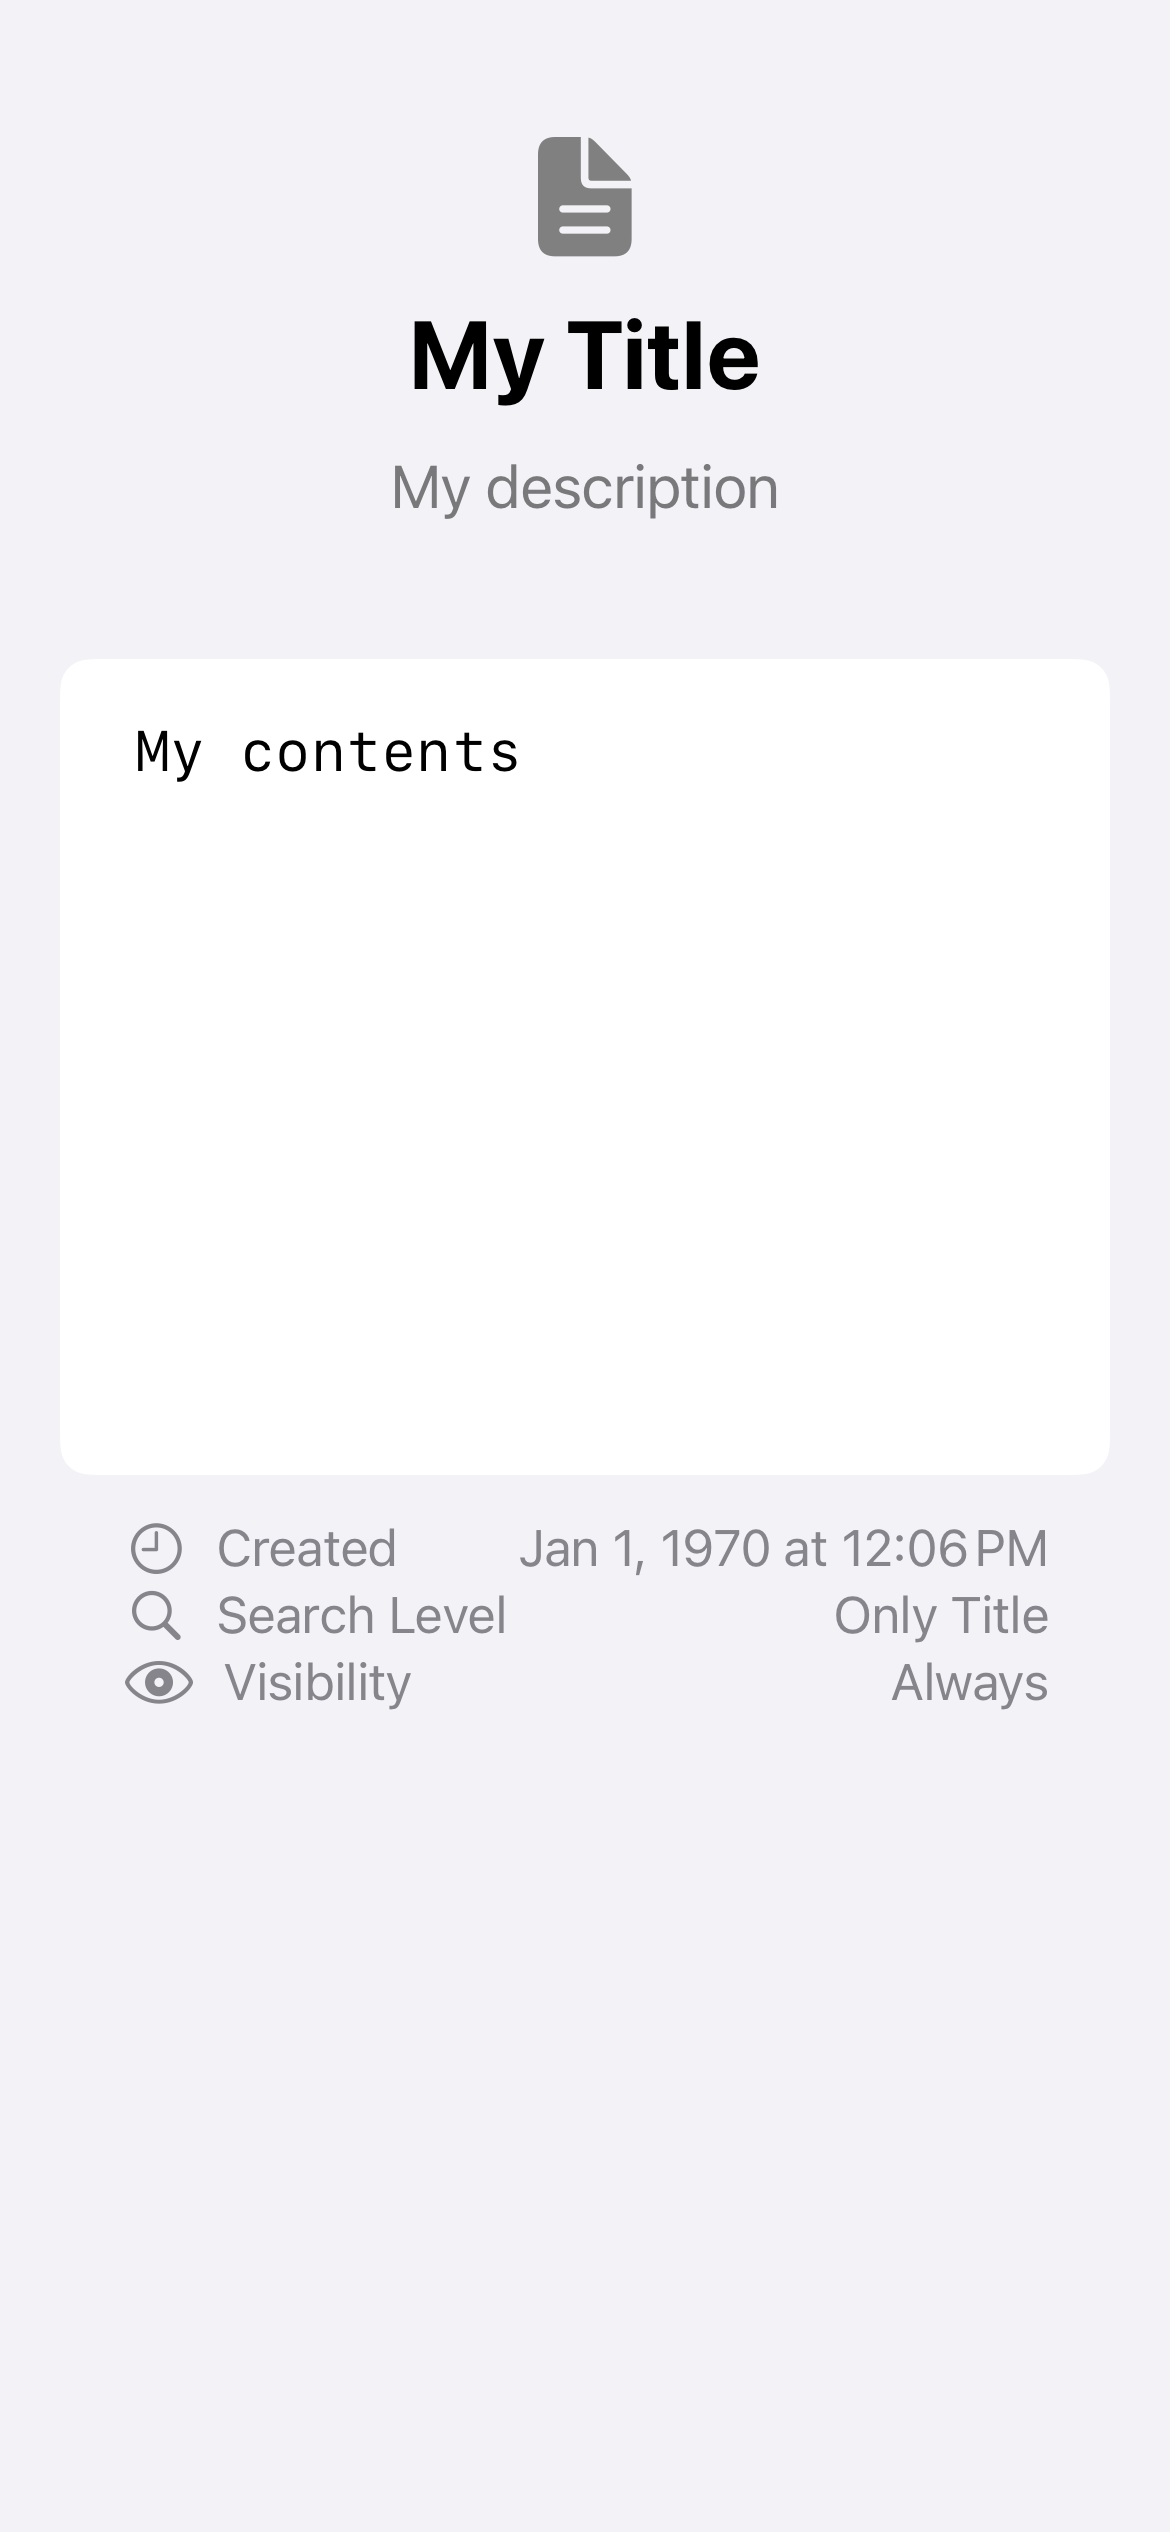 My Title
My description
My contents
Created Jan 1, 1970 at 12:06 PM
Search Level Only Title
Visibility Always